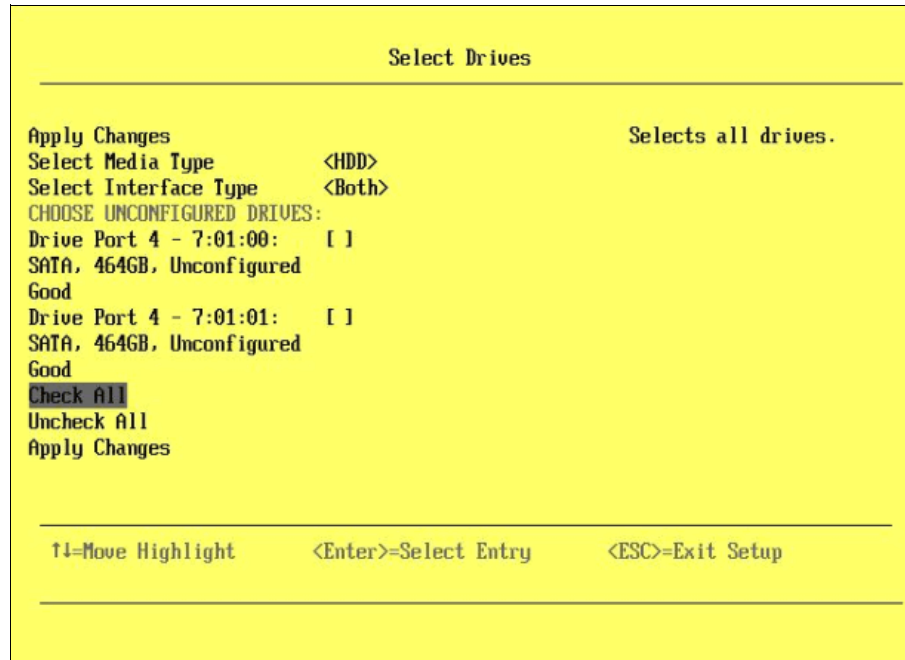 Select Drives
Apply Changes Selects all drives.
Select Media Type <HDD>
Select Interface Type <Both>
CHOOSE UNCONFIGURED DRIVES:
Drive Port 4 - 7:01:00: [ ]
SATA, 464GB, Unconfigured
Good
Drive Port 4 - 7:01:01: [ ]
SATA, 464GB, Unconfigured
Good
Check All
Uncheck All
Apply Changes
↑↓=Move Highlight <Enter>=Select Entry <ESC>=Exit Setup